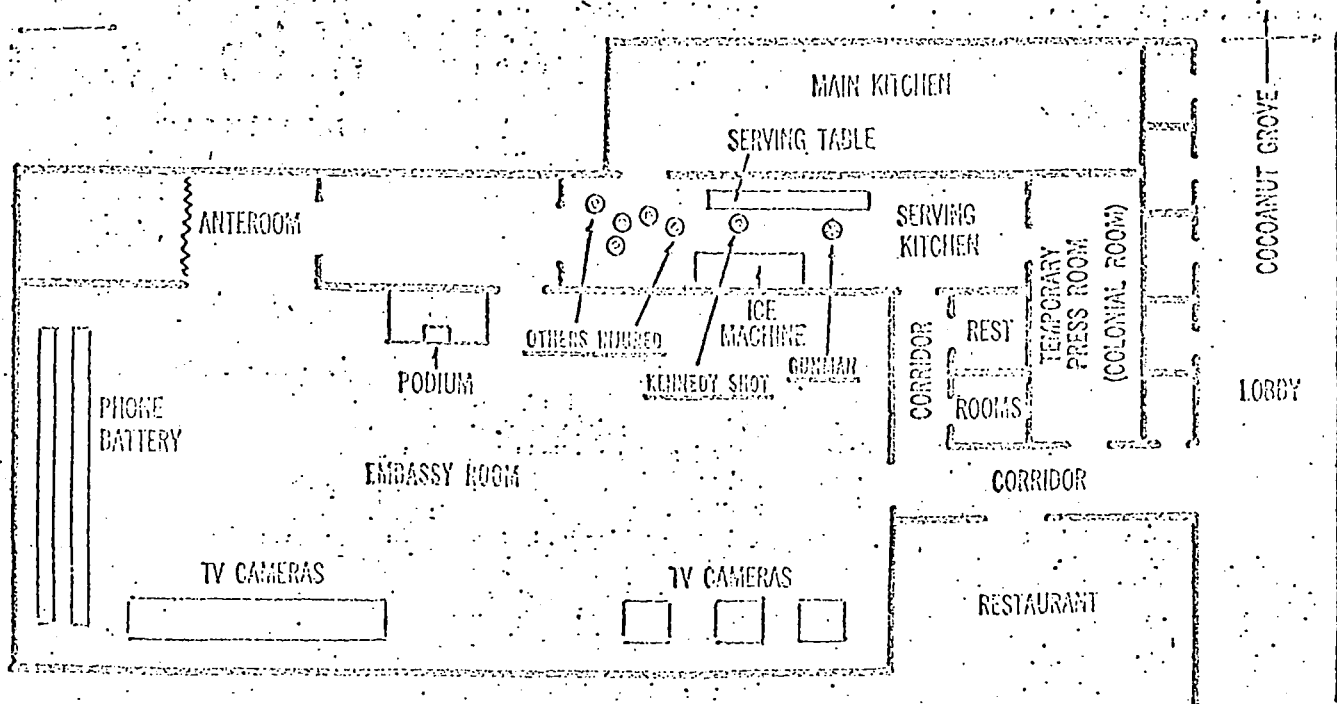 MAIN KITCHEN
SERVING TABLE
COCOANUT GROVE
ANTEROOM
SERVING
KITCHEN
TEMPORARY
PRESS ROOM
(COLONIAL ROOM)
OTHERS INJURED
ICE
MACHINE
GUNMAN
KENNEDY SHOT
PODIUM
CORRIDOR
REST
ROOMS
LOBBY
PHONE
BATTERY
EMBASSY ROOM
CORRIDOR
TV CAMERAS
TV CAMERAS
RESTAURANT